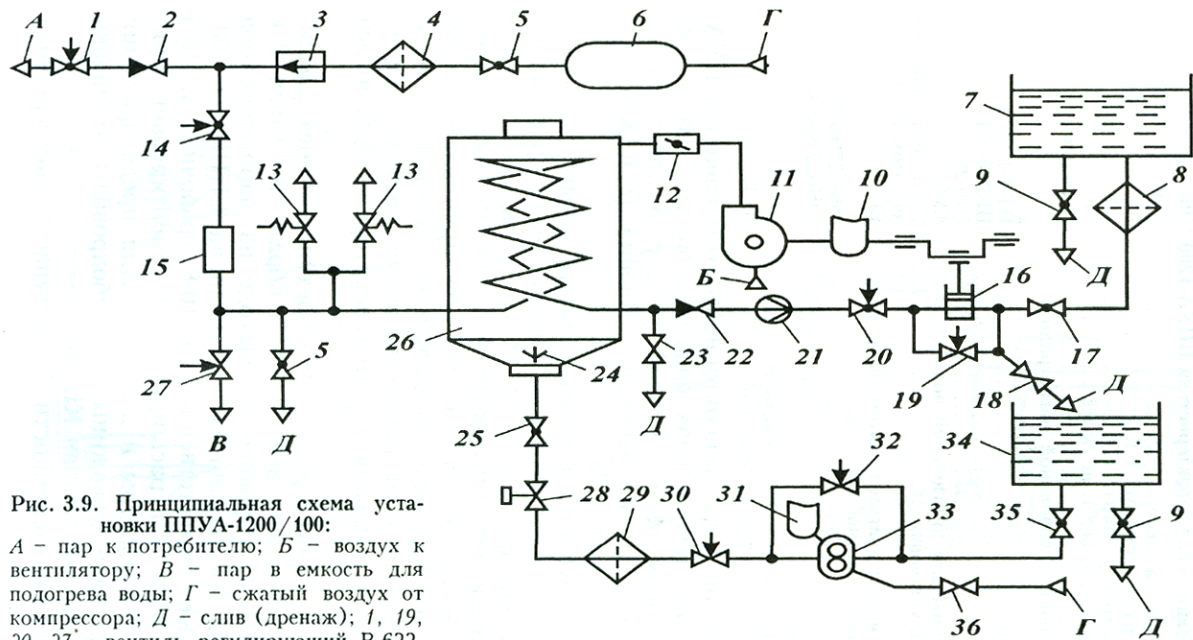 А 1 2 3 4 5 6 Г
7
14
13 13 12 11 10 9 8
15 Б Д
16
26 24 22 21 20 19 18 17
27 5 23 Д
В Д Д
25 34
32
28 29 30 31 33 35 9
36 Г Д
Рис. 3.9. Принципиальная схема уста-
новки ППУА-1200/100:
А – пар к потребителю; Б – воздух к
вентилятору; В – пар в емкость для
подогрева воды; Г – сжатый воздух от
компрессора; Д – слив (дренаж); 1, 19,